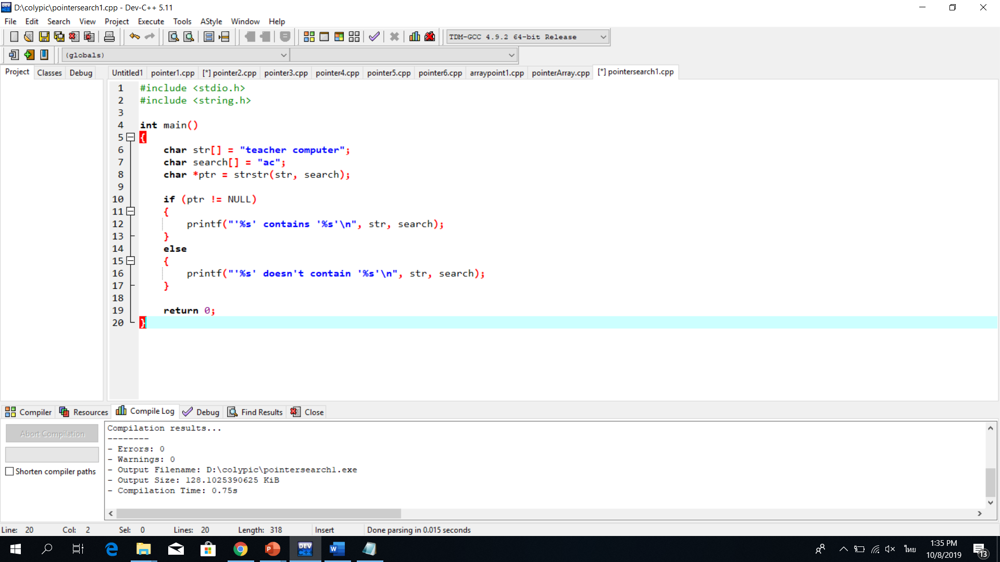 D:\colypic\pointersearch1.cpp - Dev-C++ 5.11
File Edit Search View Project Execute Tools AStyle Window Help
TDM-GCC 4.9.2 64-bit Release
(globals)
Project Classes Debug
Untitled1 pointer1.cpp [*] pointer2.cpp pointer3.cpp pointer4.cpp pointer5.cpp pointer6.cpp arraypoint1.cpp pointerArray.cpp [*] pointersearch1.cpp
1 #include <stdio.h>
2 #include <string.h>
3
4 int main()
5 {
6 char str[] = "teacher computer";
7 char search[] = "ac";
8 char *ptr = strstr(str, search);
9
10 if (ptr != NULL)
11 {
12 printf("'%s' contains '%s'\n", str, search);
13 }
14 else
15 {
16 printf("'%s' doesn't contain '%s'\n", str, search);
17 }
18
19 return 0;
20 }
Compiler Resources Compile Log Debug Find Results Close
Abort Compilation
Shorten compiler paths
Compilation results...
--------
- Errors: 0
- Warnings: 0
- Output Filename: D:\colypic\pointersearch1.exe
- Output Size: 128.1025390625 KiB
- Compilation Time: 0.75s
Line: 20 Col: 2 Sel: 0 Lines: 20 Length: 318 Insert Done parsing in 0.015 seconds
DEV C++
ไทย
1:35 PM
10/8/2019
13